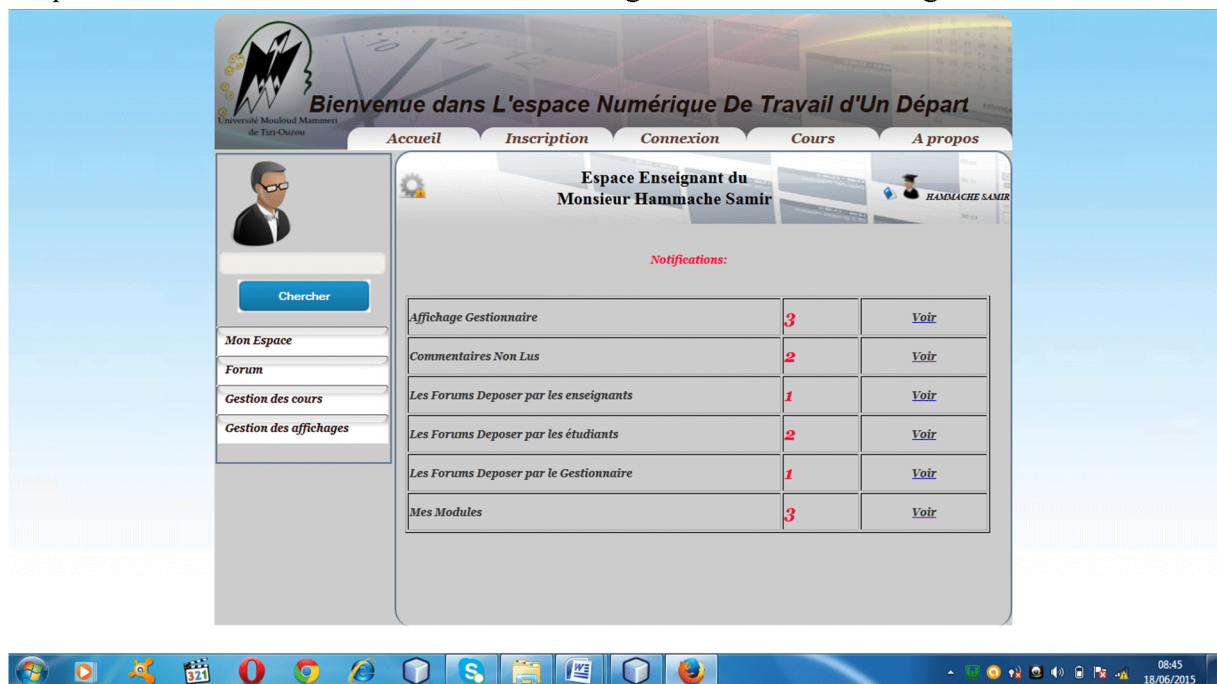 Bienvenue dans L'espace Numérique De Travail d'Un Départ
Université Mouloud Mammeri
de Tizi-Ouzou
Accueil Inscription Connexion Cours A propos
Espace Enseignant du
Monsieur Hammache Samir
HAMMACHE SAMIR
Chercher
Mon Espace
Forum
Gestion des cours
Gestion des affichages
Notifications:
Affichage Gestionnaire 3 Voir
Commentaires Non Lus 2 Voir
Les Forums Deposer par les enseignants 1 Voir
Les Forums Deposer par les étudiants 2 Voir
Les Forums Deposer par le Gestionnaire 1 Voir
Mes Modules 3 Voir
08:45
18/06/2015